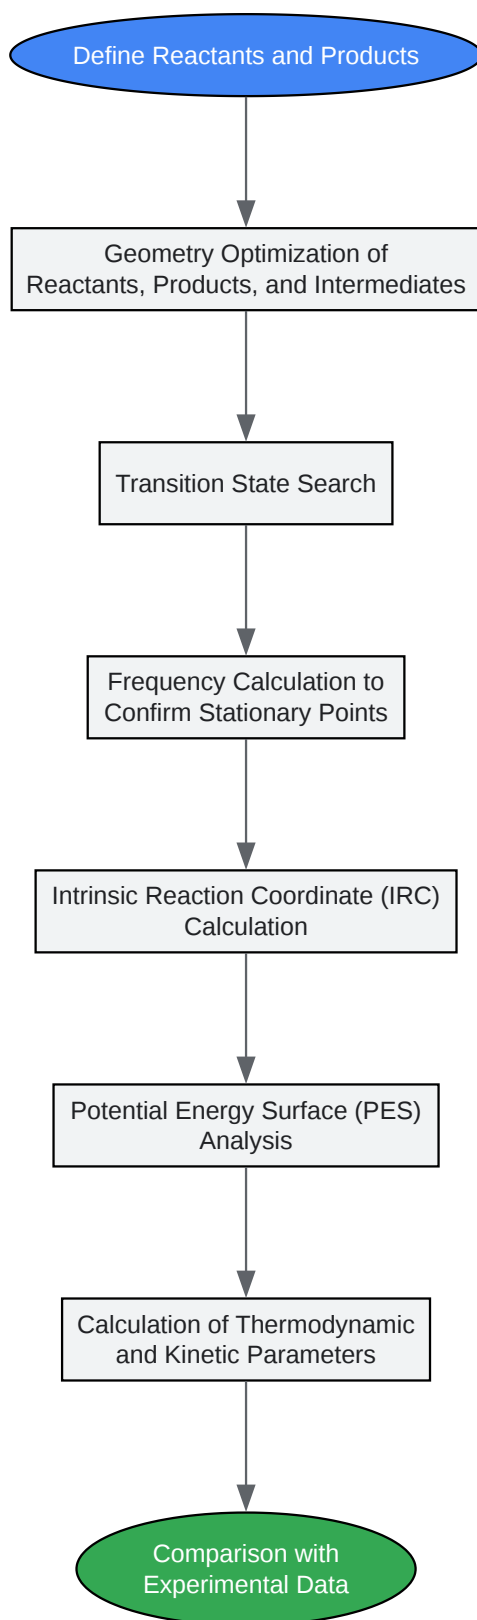 Define Reactants and Products
Geometry Optimization of
Reactants, Products, and Intermediates
Transition State Search
Frequency Calculation to
Confirm Stationary Points
Intrinsic Reaction Coordinate (IRC)
Calculation
Potential Energy Surface (PES)
Analysis
Calculation of Thermodynamic
and Kinetic Parameters
Comparison with
Experimental Data